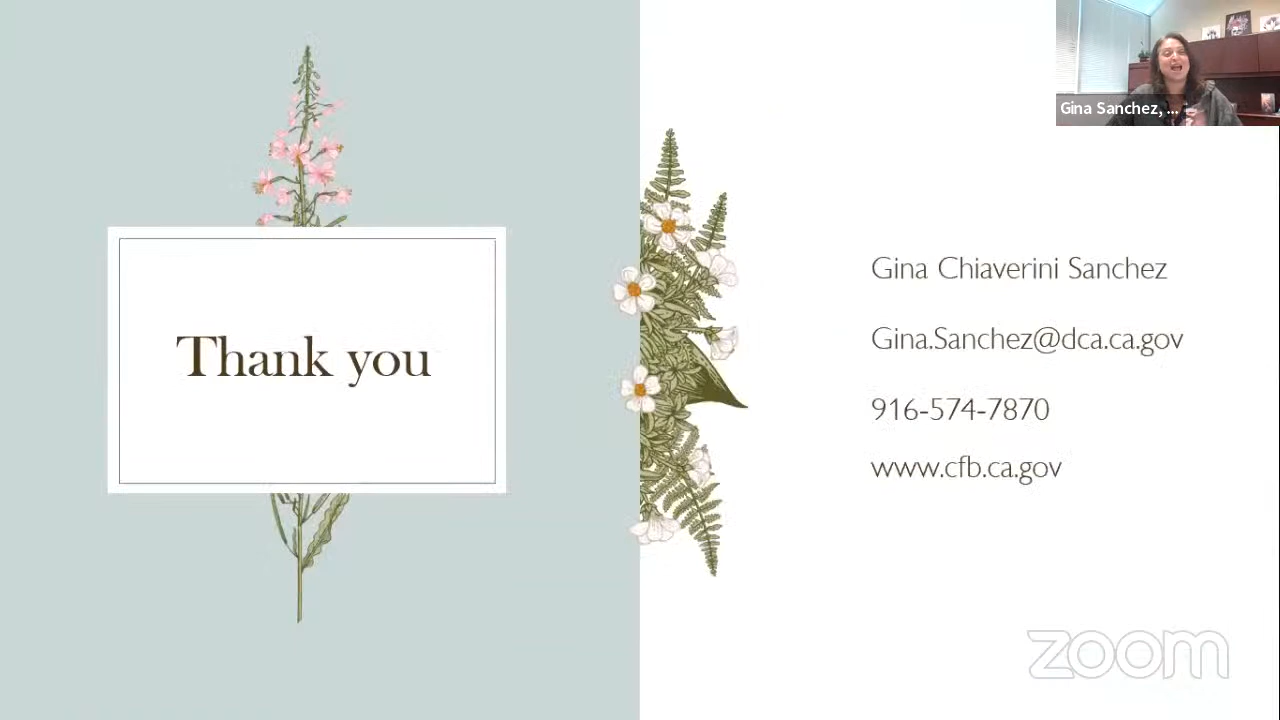 Gina Sanchez, ...
Thank you
Gina Chiaverini Sanchez
Gina.Sanchez@dca.ca.gov
916-574-7870
www.cfb.ca.gov
zoom